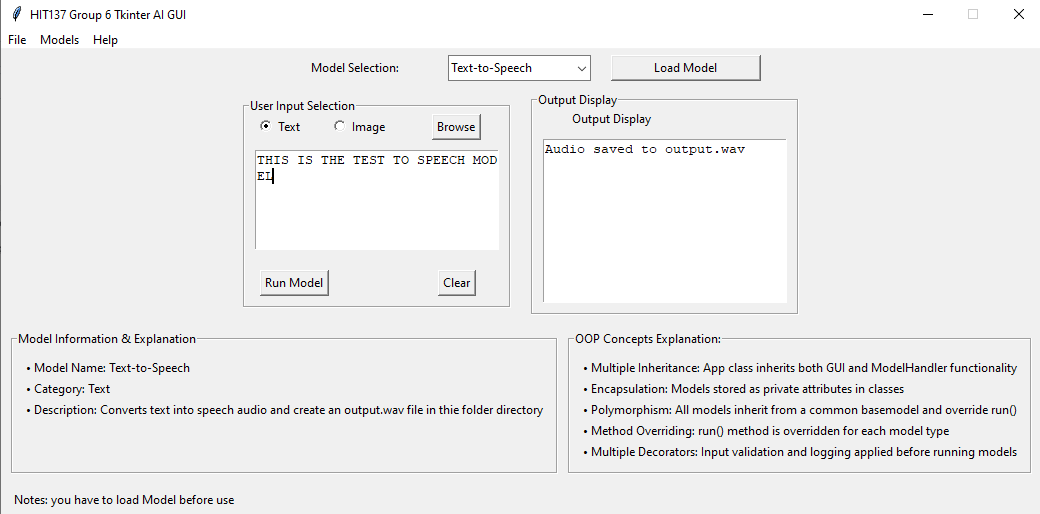 HIT137 Group 6 Tkinter AI GUI
File Models Help
Model Selection: Text-to-Speech Load Model
User Input Selection
Text Image Browse
THIS IS THE TEST TO SPEECH MOD
EL
Run Model Clear
Output Display
Output Display
Audio saved to output.wav
Model Information & Explanation
• Model Name: Text-to-Speech
• Category: Text
• Description: Converts text into speech audio and create an output.wav file in thie folder directory
OOP Concepts Explanation:
• Multiple Inheritance: App class inherits both GUI and ModelHandler functionality
• Encapsulation: Models stored as private attributes in classes
• Polymorphism: All models inherit from a common basemodel and override run()
• Method Overriding: run() method is overridden for each model type
• Multiple Decorators: Input validation and logging applied before running models
Notes: you have to load Model before use